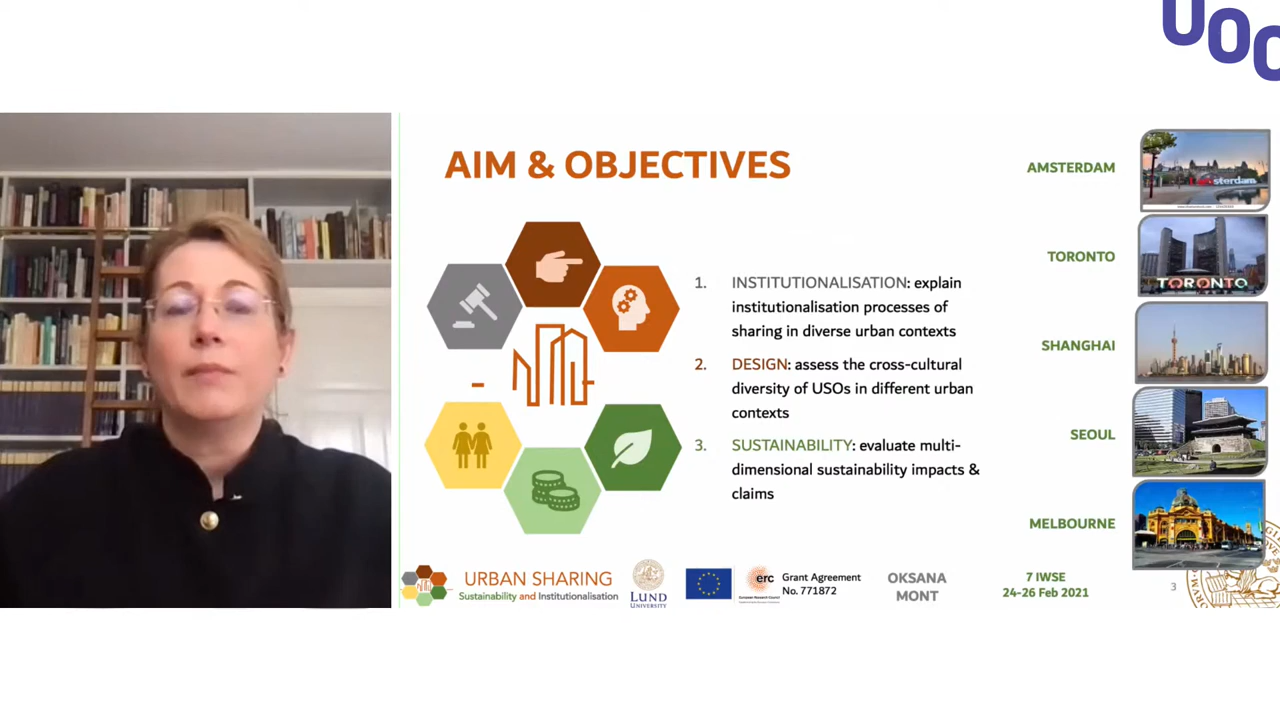 UOC
AIM & OBJECTIVES
1. INSTITUTIONALISATION: explain
institutionalisation processes of
sharing in diverse urban contexts
2. DESIGN: assess the cross-cultural
diversity of USOs in different urban
contexts
3. SUSTAINABILITY: evaluate multi-
dimensional sustainability impacts &
claims
AMSTERDAM
TORONTO
TORONTO
SHANGHAI
SEOUL
MELBOURNE
URBAN SHARING
Sustainability and Institutionalisation
LUND
UNIVERSITY
erc
European Research Council
Grant Agreement
No. 771872
OKSANA
MONT
7 IWSE
24-26 Feb 2021
3